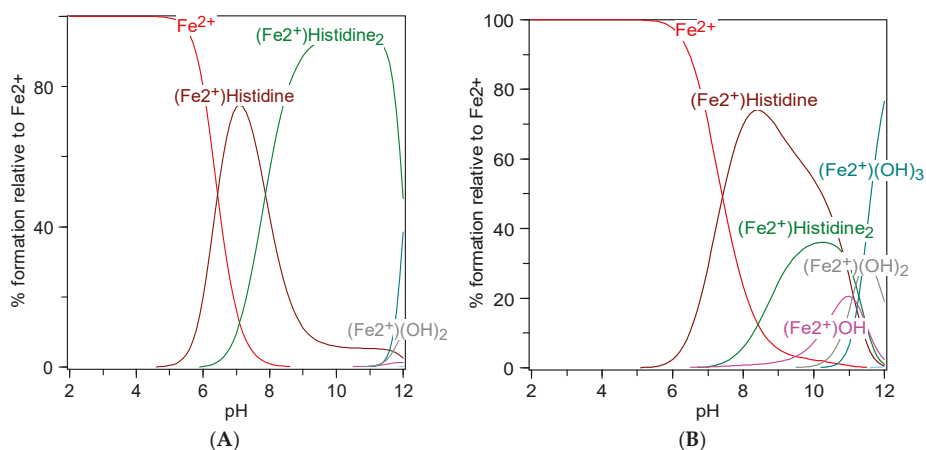 Fe²⁺
(Fe2⁺)Histidine₂
(Fe2⁺)Histidine
(Fe2⁺)(OH)₂
% formation relative to Fe2+
80
40
0
2 4 6 8 10 12
pH
(A)
Fe²⁺
(Fe2⁺)Histidine
(Fe2⁺)(OH)₃
(Fe2⁺)Histidine₂
(Fe2⁺)(OH)₂
(Fe2⁺)OH
% formation relative to Fe2+
100
80
60
40
20
0
2 4 6 8 10 12
pH
(B)